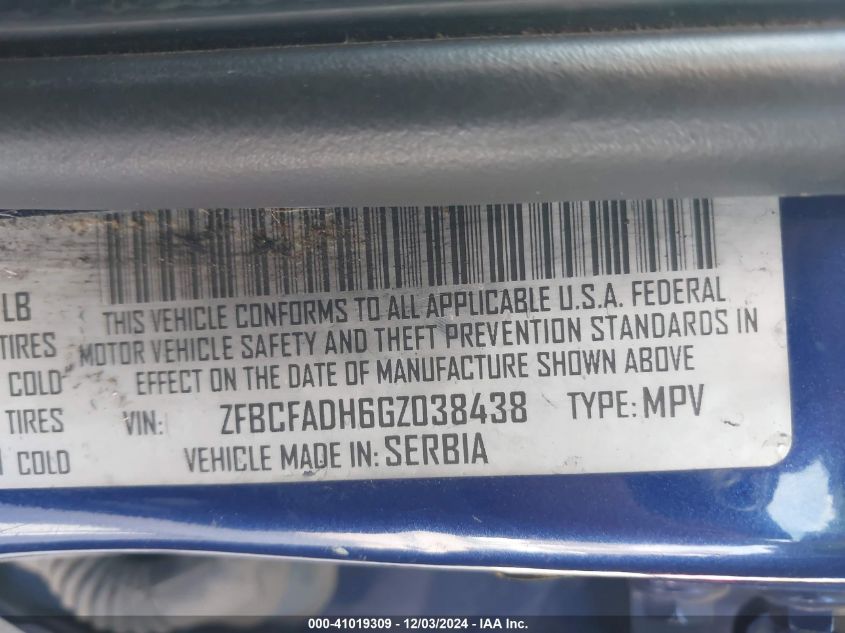 LB
TIRES
COLD
TIRES
COLD
THIS VEHICLE CONFORMS TO ALL APPLICABLE U.S.A. FEDERAL
MOTOR VEHICLE SAFETY AND THEFT PREVENTION STANDARDS IN
EFFECT ON THE DATE OF MANUFACTURE SHOWN ABOVE
VIN: ZFBCFADH6GZ038438 TYPE: MPV
VEHICLE MADE IN: SERBIA
000-41019309 - 12/03/2024 - IAA Inc.